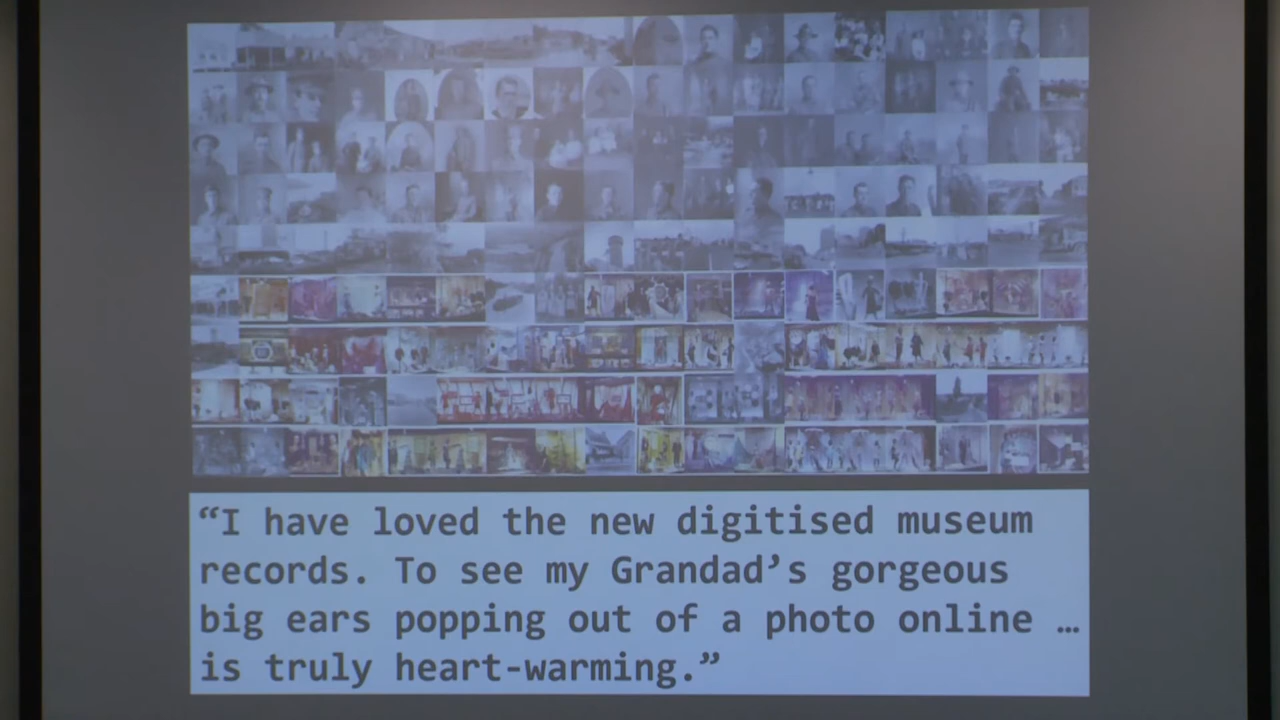 “I have loved the new digitised museum
records. To see my Grandad’s gorgeous
big ears popping out of a photo online …
is truly heart-warming.”